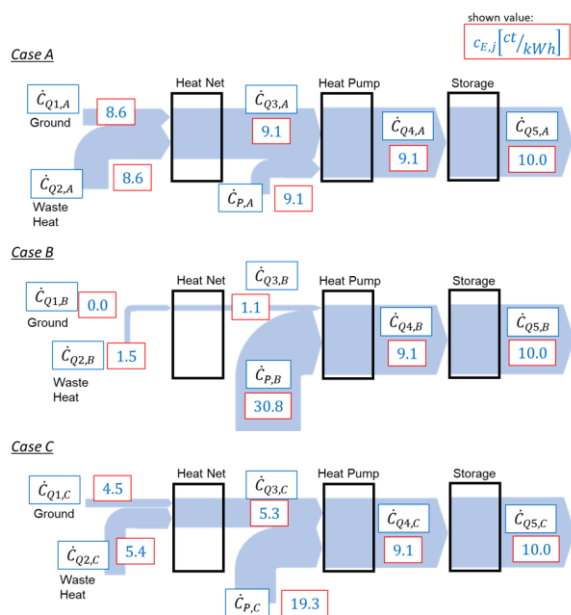 shown value:
c_{E,j}[ct/kWh]
Case A
Heat Net
Heat Pump
Storage
Ċ_{Q1,A}
8.6
Ċ_{Q3,A}
Ground
9.1
Ċ_{Q4,A}
Ċ_{Q5,A}
9.1
10.0
Ċ_{Q2,A}
8.6
Ċ_{P,A}
9.1
Waste
Heat
Case B
Heat Net
Ċ_{Q3,B}
Heat Pump
Storage
Ċ_{Q1,B}
0.0
1.1
Ground
Ċ_{Q4,B}
Ċ_{Q5,B}
Ċ_{Q2,B}
1.5
9.1
10.0
Waste
Heat
Ċ_{P,B}
30.8
Case C
Heat Net
Heat Pump
Storage
Ċ_{Q1,C}
4.5
Ċ_{Q3,C}
Ground
5.3
Ċ_{Q4,C}
Ċ_{Q5,C}
Ċ_{Q2,C}
5.4
9.1
10.0
Waste
Heat
Ċ_{P,C}
19.3